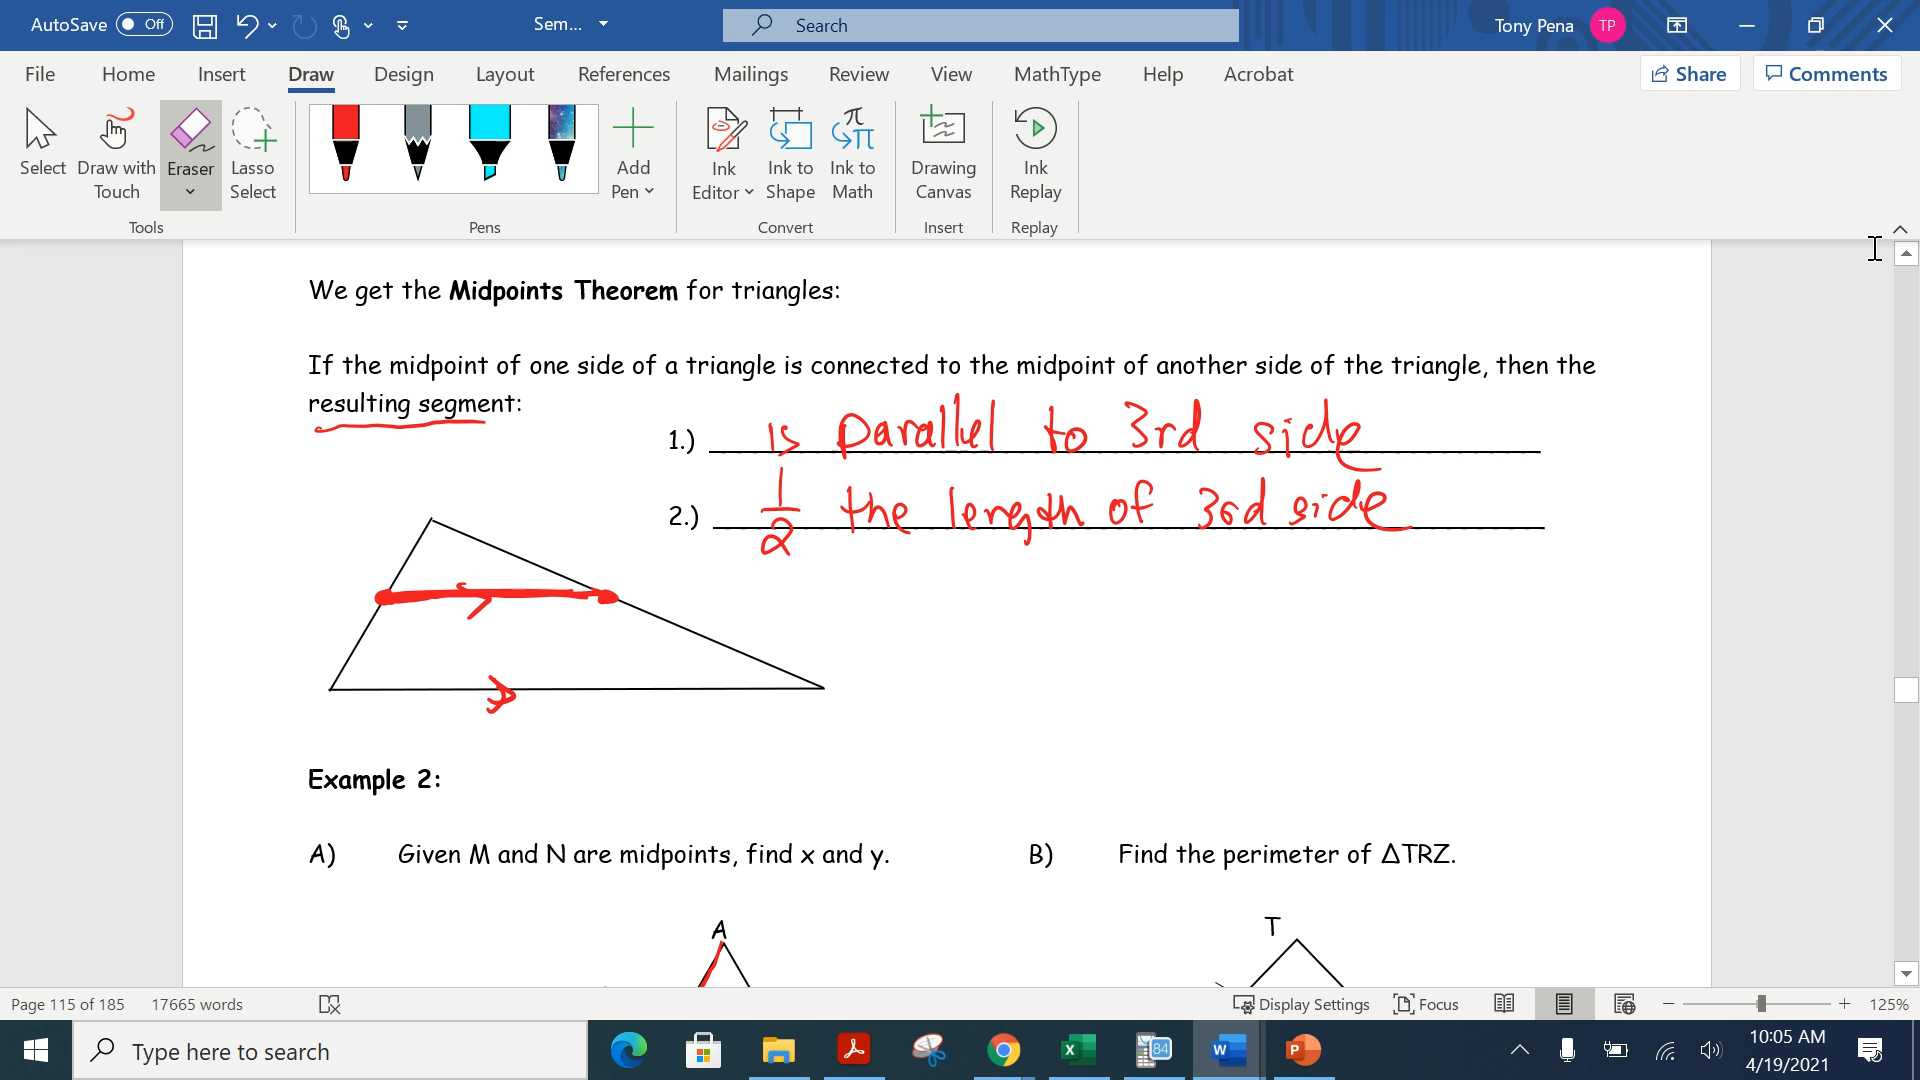 AutoSave Off Sem... Search Tony Pena TP
File Home Insert Draw Design Layout References Mailings Review View MathType Help Acrobat Share Comments
Select Draw with Touch Eraser Lasso Select Add Pen Ink Editor Ink to Shape Ink to Math Drawing Canvas Ink Replay
Tools Pens Convert Insert Replay
We get the Midpoints Theorem for triangles:
If the midpoint of one side of a triangle is connected to the midpoint of another side of the triangle, then the
resulting segment:
1.) is parallel to 3rd side
2.) 1/2 the length of 3rd side
Example 2:
A) Given M and N are midpoints, find x and y. B) Find the perimeter of ΔTRZ.
A T
Page 115 of 185 17665 words Display Settings Focus 125%
Type here to search 84 10:05 AM
4/19/2021